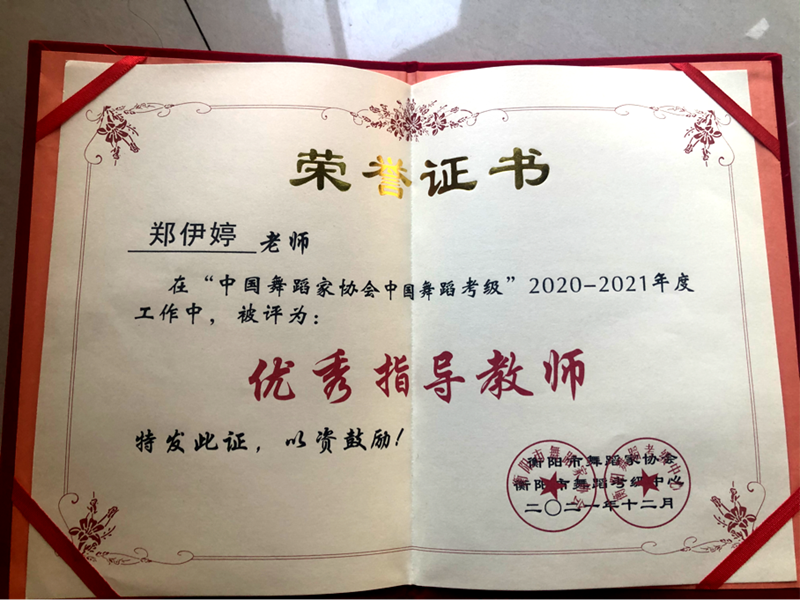 荣誉证书
郑伊婷 老师
在“中国舞蹈家协会中国舞蹈考级”2020-2021年度
工作中，被评为：
优秀指导教师
特发此证，以资鼓励！
衡阳市舞蹈家协会
衡阳市舞蹈考级中心
二〇二一年十二月